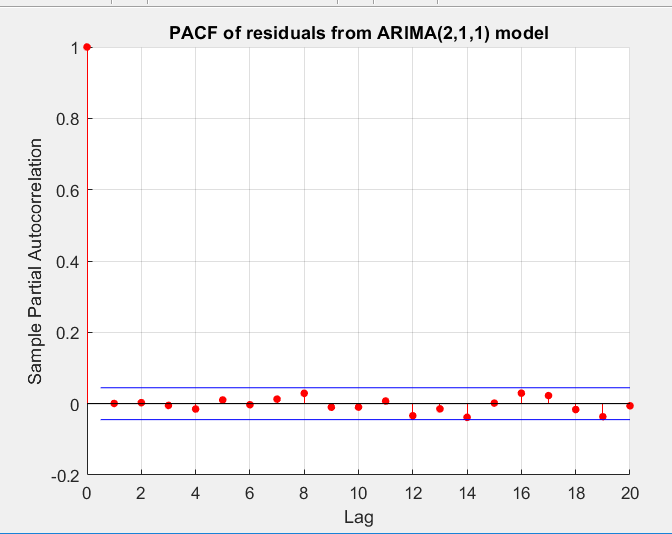 PACF of residuals from ARIMA(2,1,1) model
Sample Partial Autocorrelation
1
0.8
0.6
0.4
0.2
0
-0.2
0 2 4 6 8 10 12 14 16 18 20
Lag